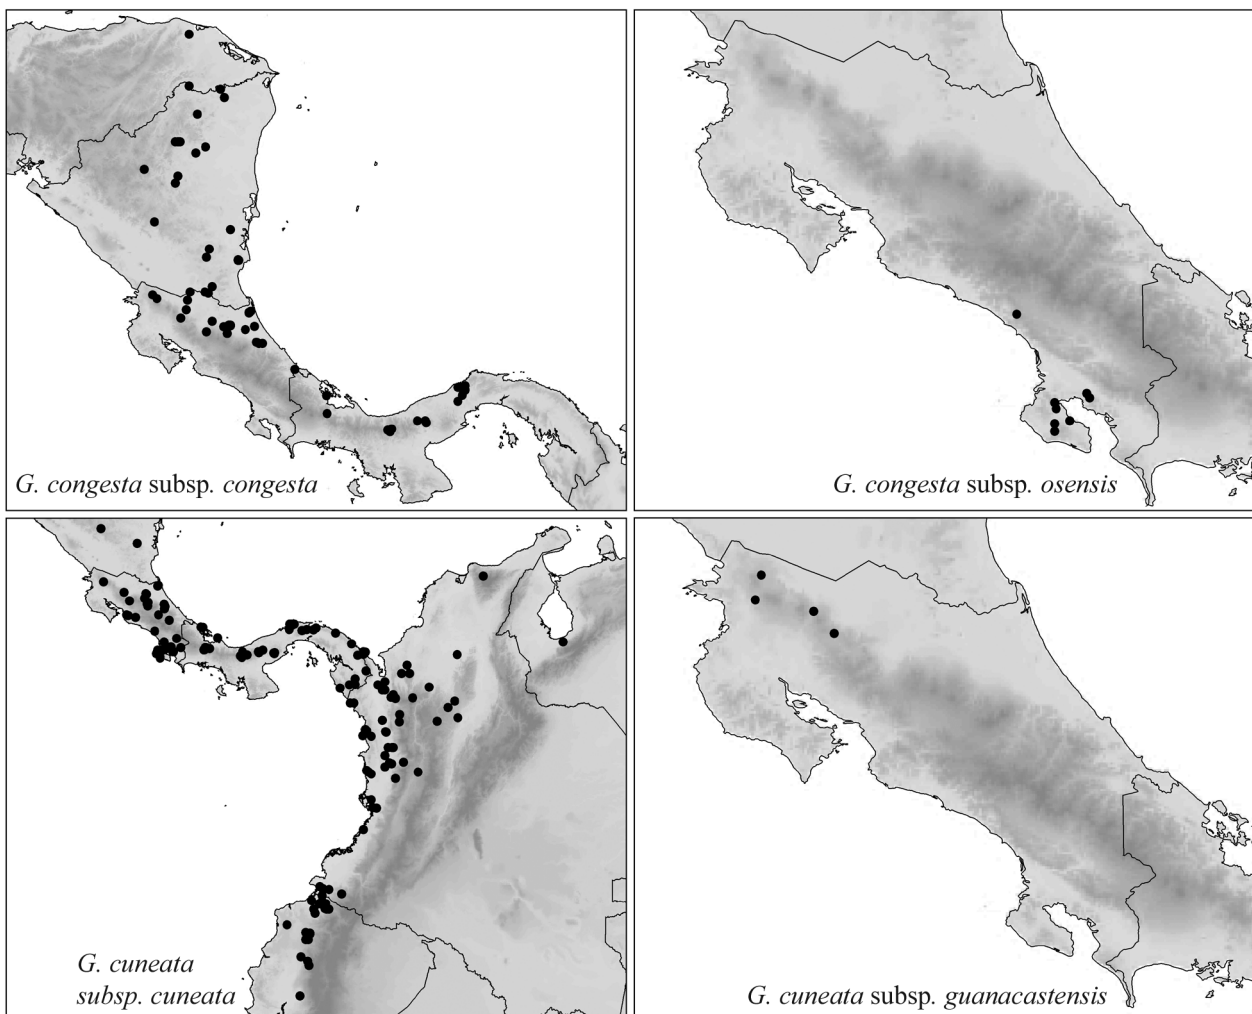 G. congesta subsp. congesta
G. congesta subsp. osensis
G. cuneata
subsp. cuneata
G. cuneata subsp. guanacastensis